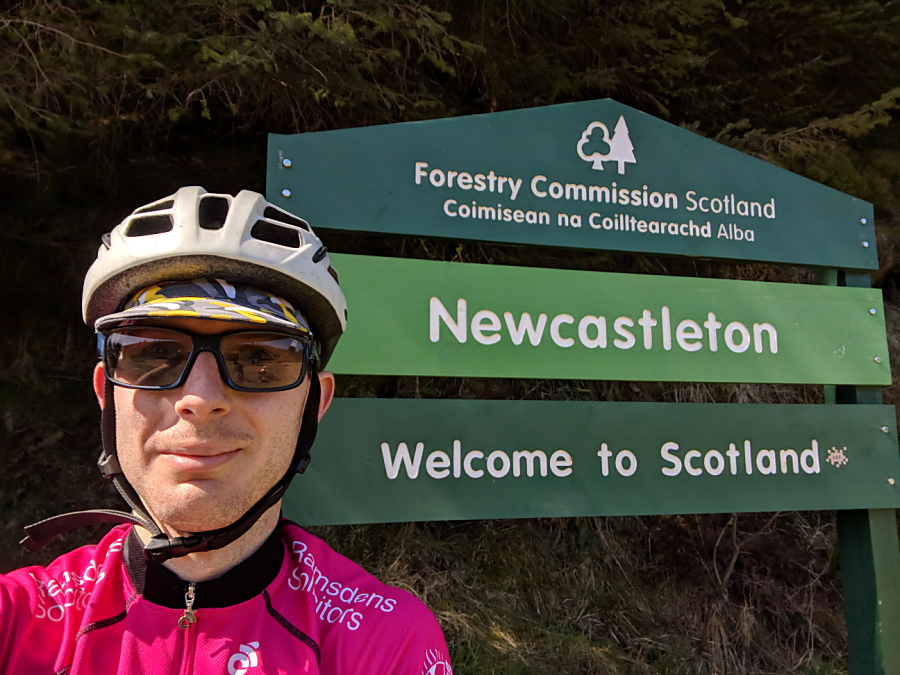 Forestry Commission Scotland
Coimisean na Coilltearachd Alba
Newcastleton
Welcome to Scotland
Ramsdens
Solicitors